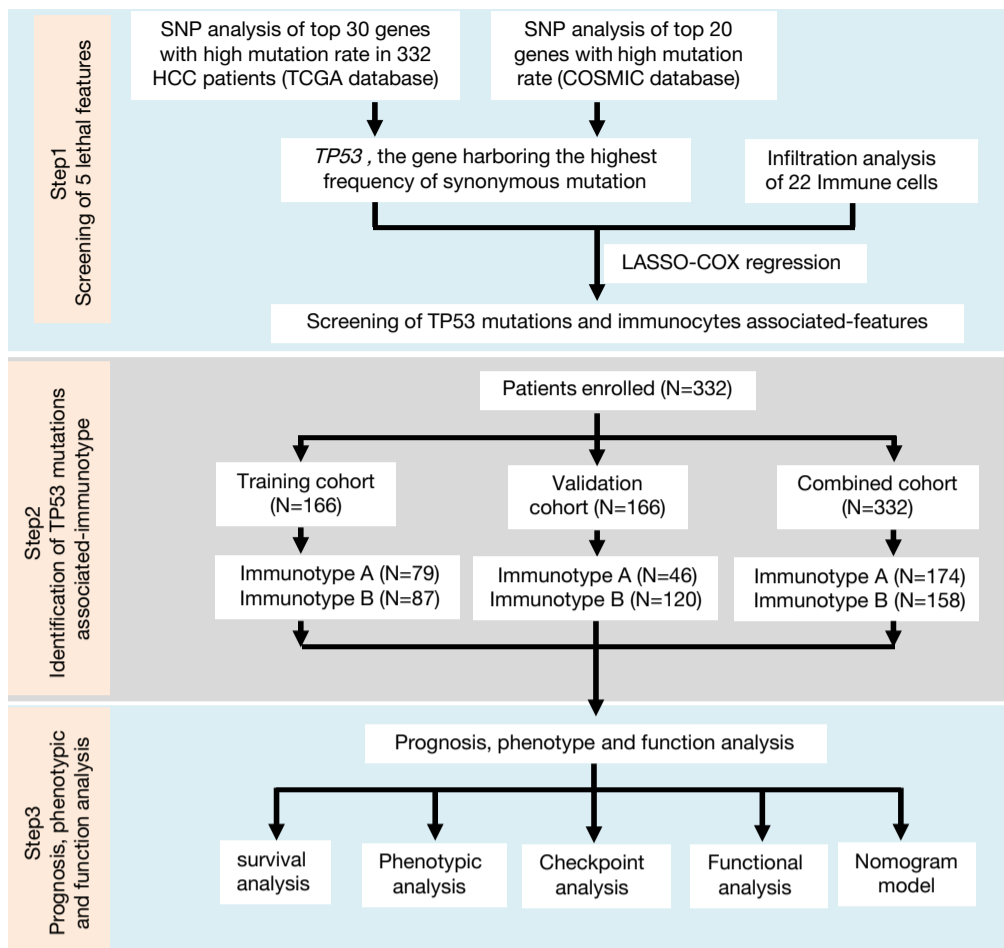 Step1
Screening of 5 lethal features
SNP analysis of top 30 genes
with high mutation rate in 332
HCC patients (TCGA database)
SNP analysis of top 20
genes with high mutation
rate (COSMIC database)
TP53 , the gene harboring the highest
frequency of synonymous mutation
Infiltration analysis
of 22 Immune cells
LASSO-COX regression
Screening of TP53 mutations and immunocytes associated-features
Step2
Identification of TP53 mutations
associated-immunotype
Patients enrolled (N=332)
Training cohort
(N=166)
Validation
cohort (N=166)
Combined cohort
(N=332)
Immunotype A (N=79)
Immunotype B (N=87)
Immunotype A (N=46)
Immunotype B (N=120)
Immunotype A (N=174)
Immunotype B (N=158)
Step3
Prognosis, phenotypic
and function analysis
Prognosis, phenotype and function analysis
survival
analysis
Phenotypic
analysis
Checkpoint
analysis
Functional
analysis
Nomogram
model